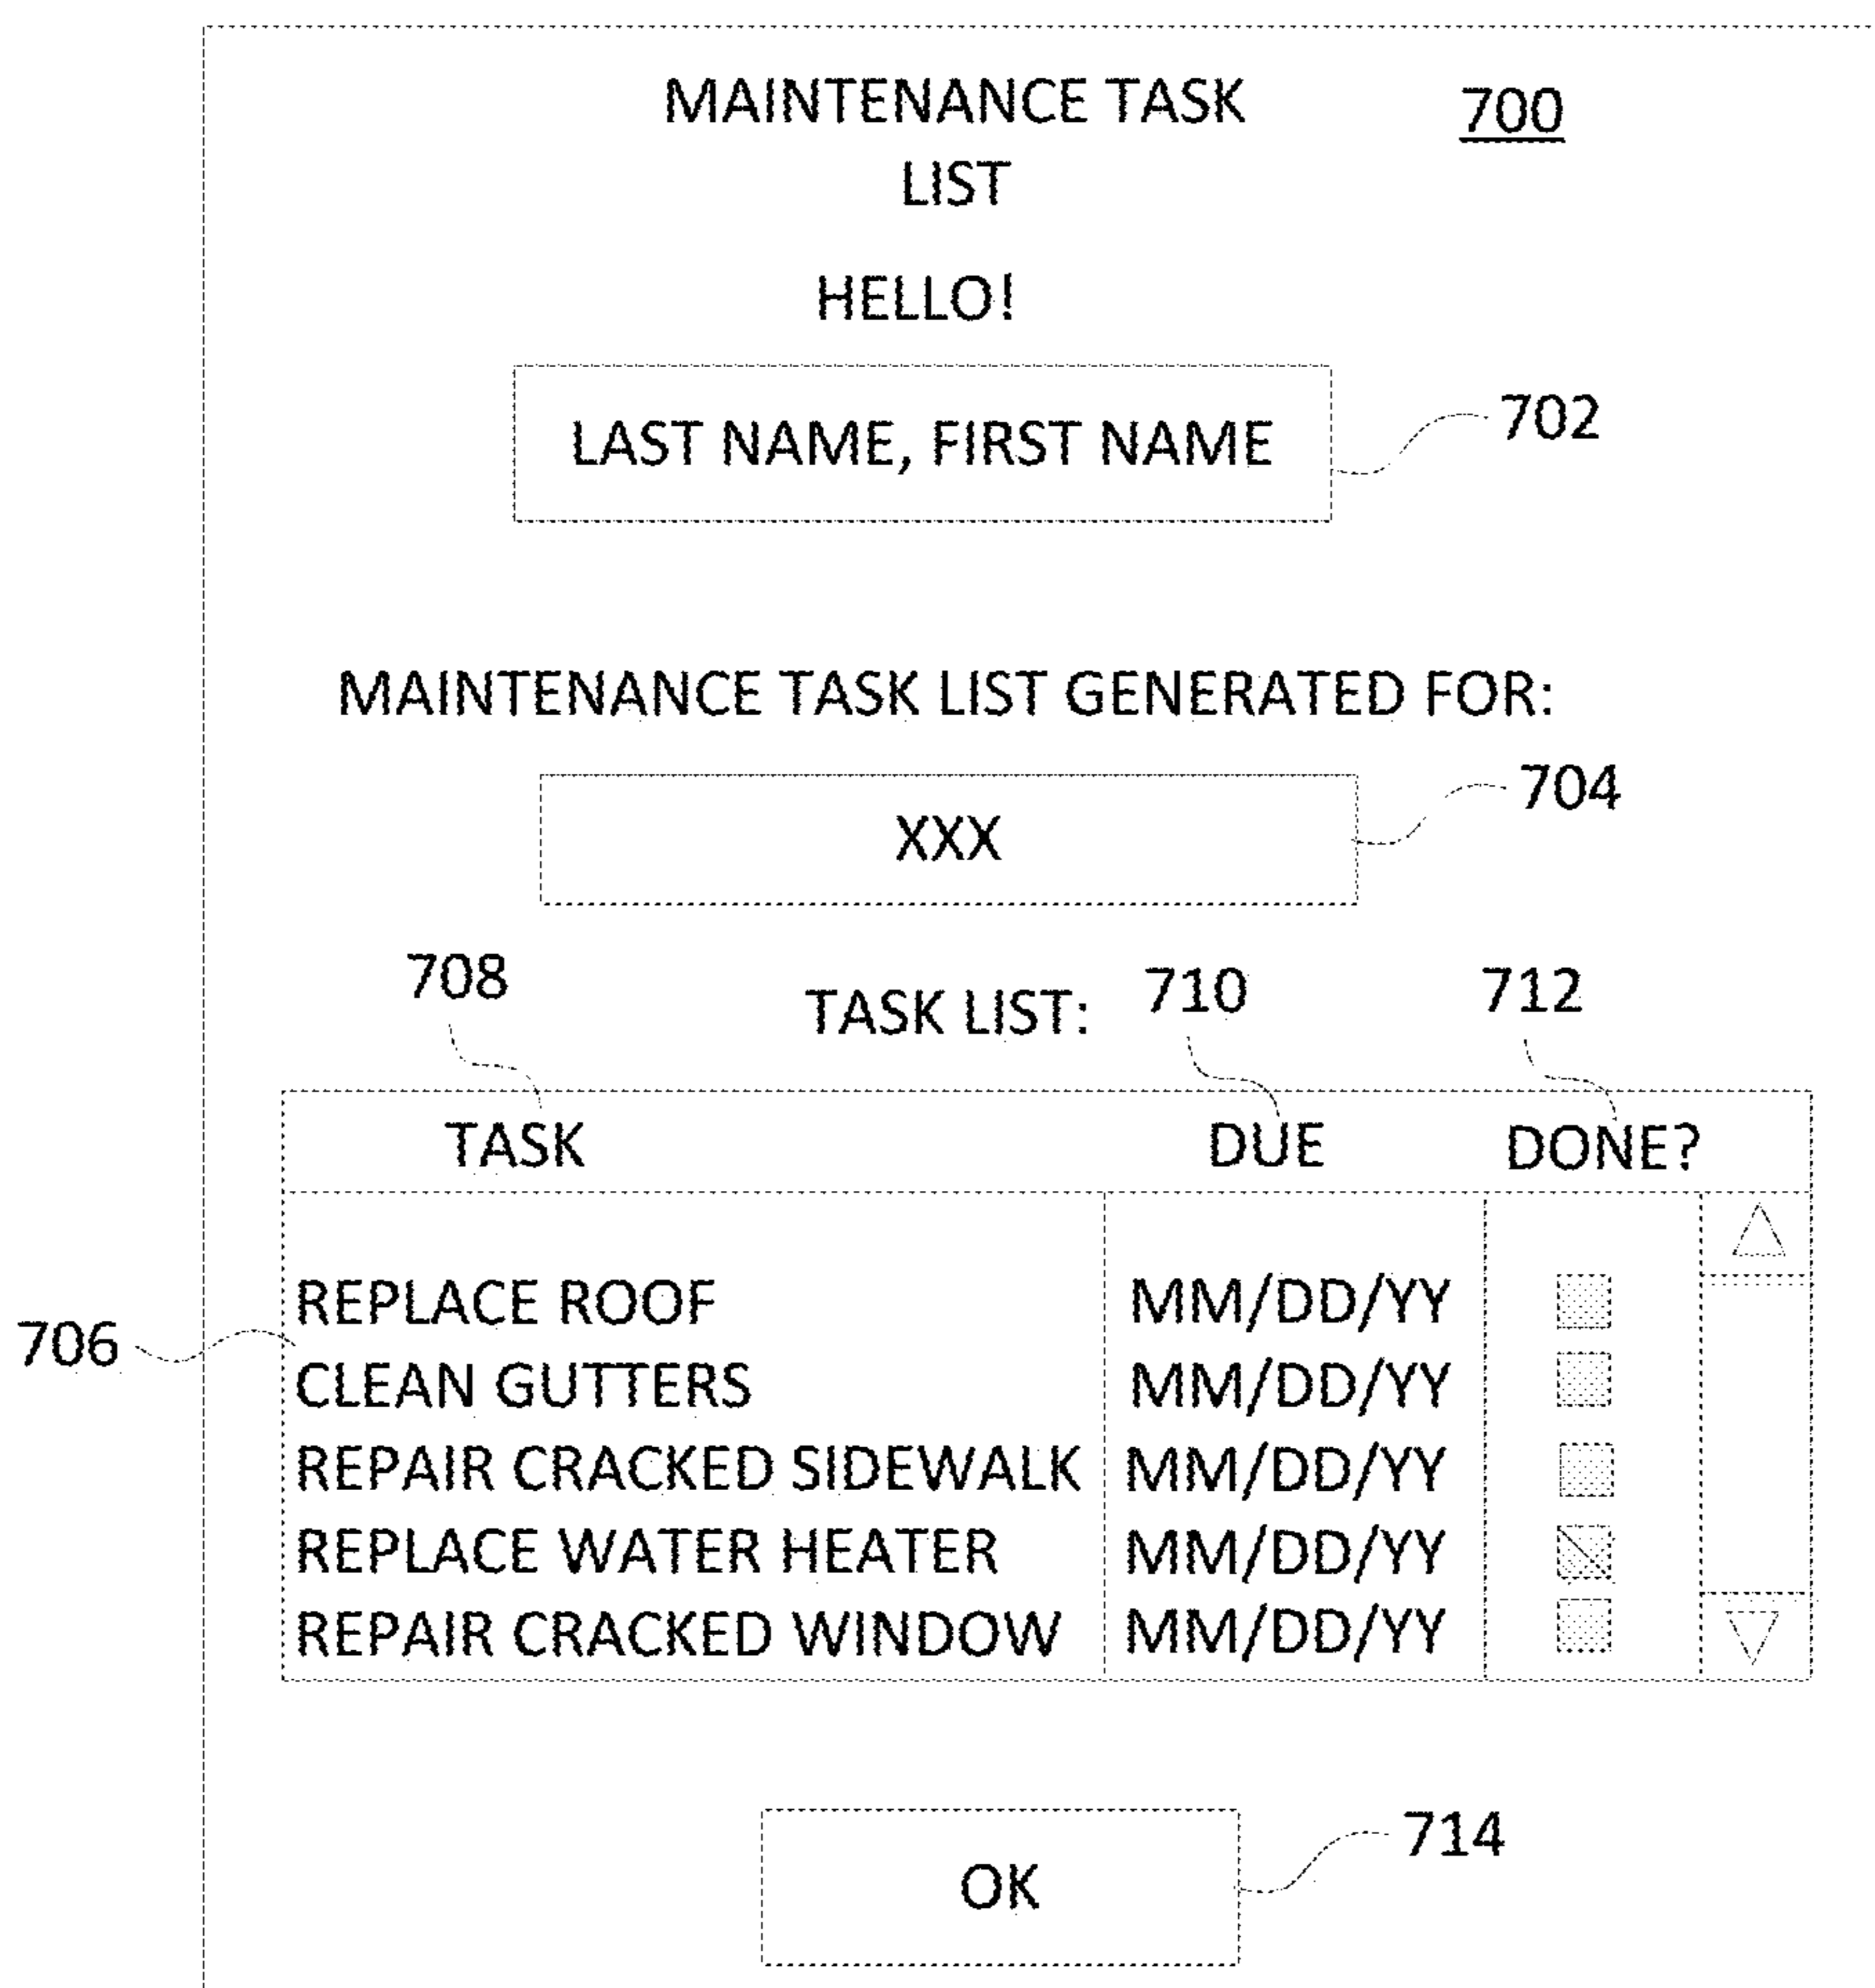 MAINTENANCE TASK 700
LIST
HELLO!
LAST NAME, FIRST NAME 702
MAINTENANCE TASK LIST GENERATED FOR:
704
XXX
708 TASK LIST: 710 712
TASK DUE DONE?
REPLACE ROOF MM/DD/YY
706
CLEAN GUTTERS MM/DD/YY
REPAIR CRACKED SIDEWALK MM/DD/YY
REPLACE WATER HEATER MM/DD/YY
REPAIR CRACKED WINDOW MM/DD/YY
714
OK